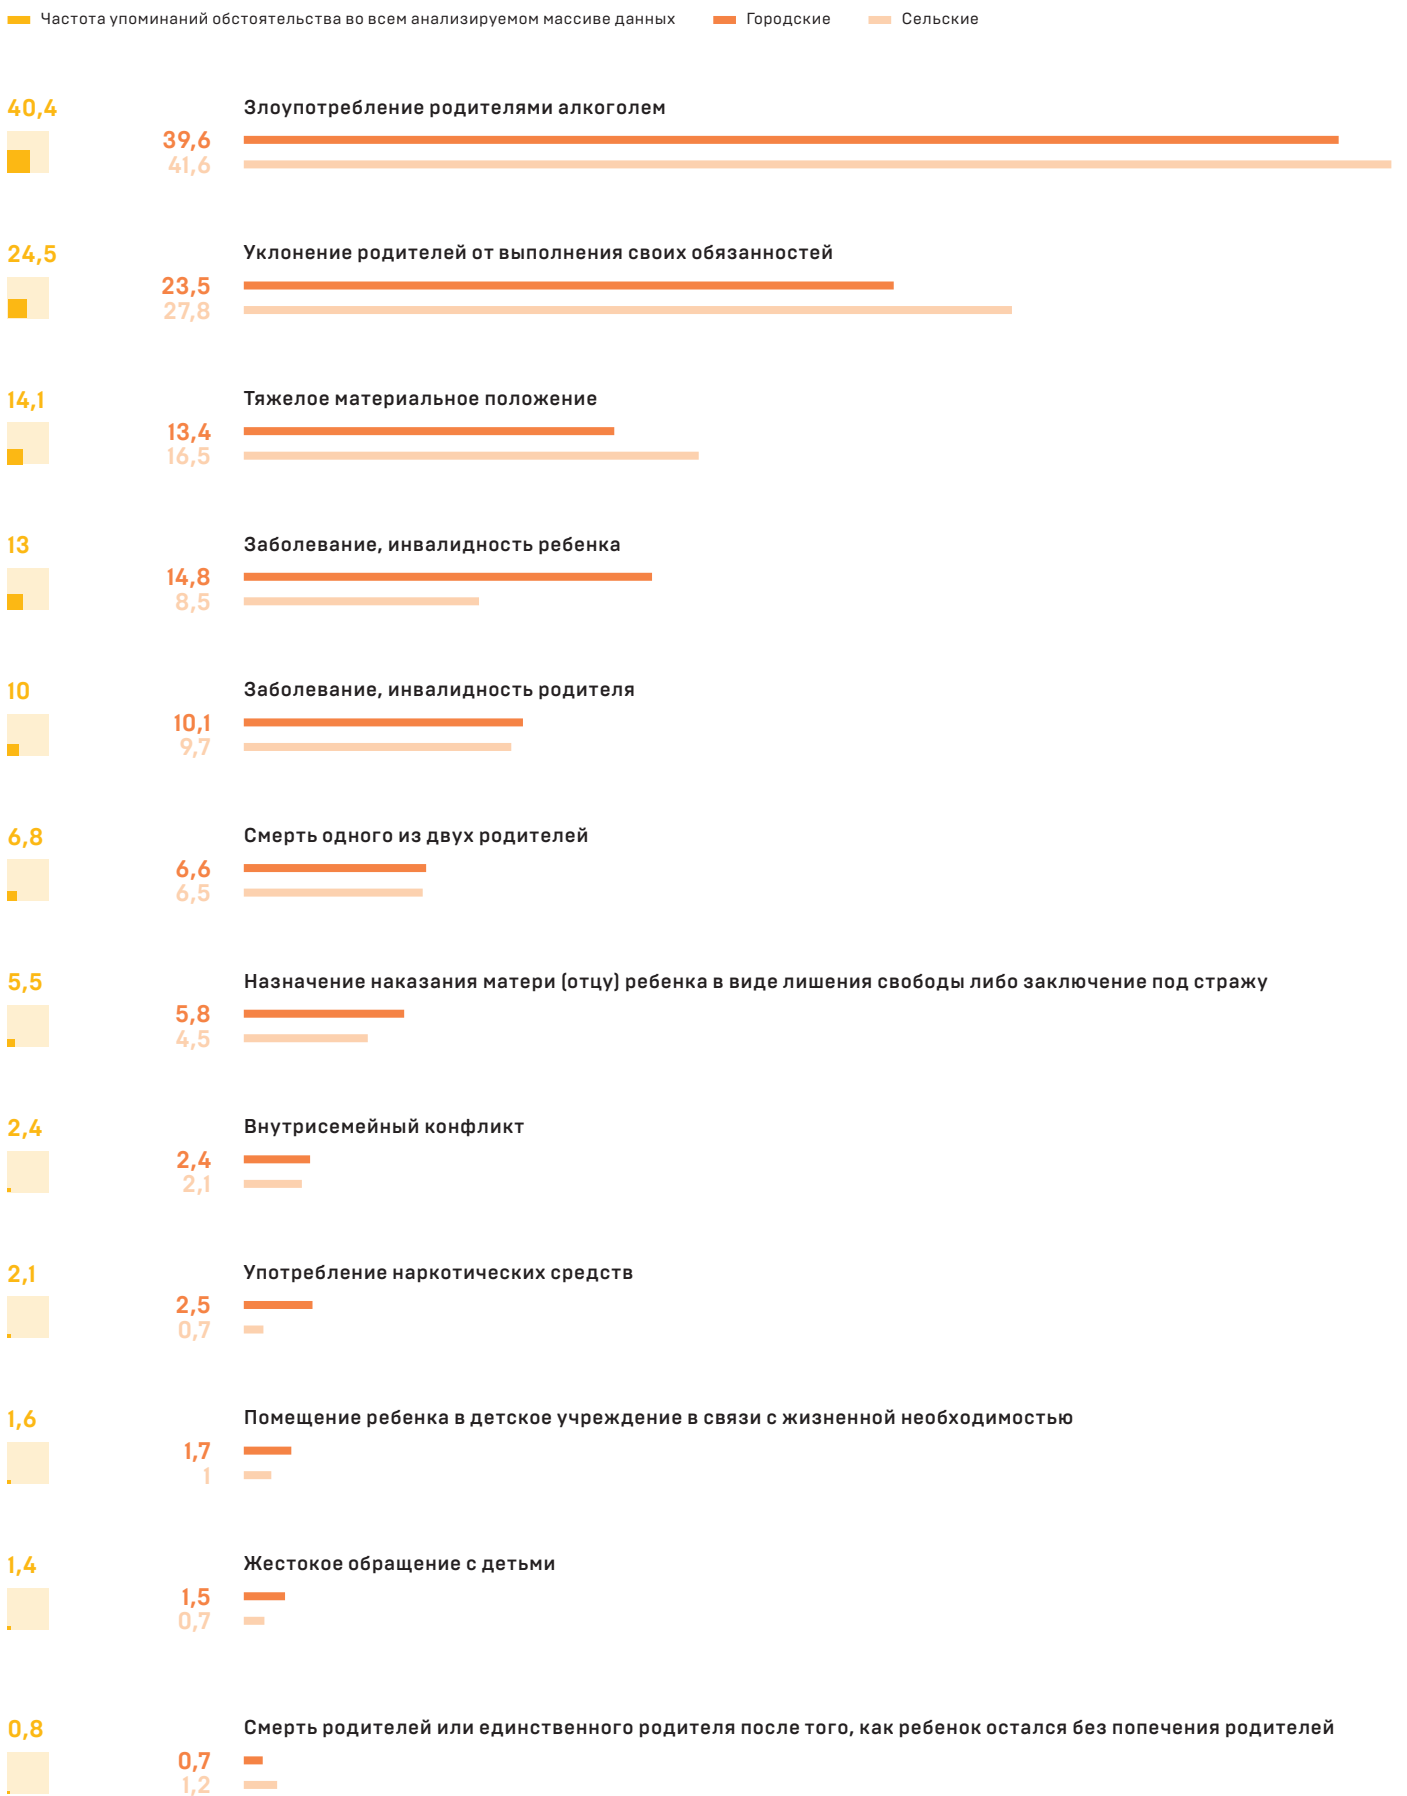 Частота упоминаний обстоятельства во всем анализируемом массиве данных Городские Сельские
40,4 Злоупотребление родителями алкоголем
39,6
41,6
24,5 Уклонение родителей от выполнения своих обязанностей
23,5
27,8
14,1 Тяжелое материальное положение
13,4
16,5
13 Заболевание, инвалидность ребенка
14,8
8,5
10 Заболевание, инвалидность родителя
10,1
9,7
6,8 Смерть одного из двух родителей
6,6
6,5
5,5 Назначение наказания матери (отцу) ребенка в виде лишения свободы либо заключение под стражу
5,8
4,5
2,4 Внутрисемейный конфликт
2,4
2,1
2,1 Употребление наркотических средств
2,5
0,7
1,6 Помещение ребенка в детское учреждение в связи с жизненной необходимостью
1,7
1
1,4 Жестокое обращение с детьми
1,5
0,7
0,8 Смерть родителей или единственного родителя после того, как ребенок остался без попечения родителей
0,7
1,2